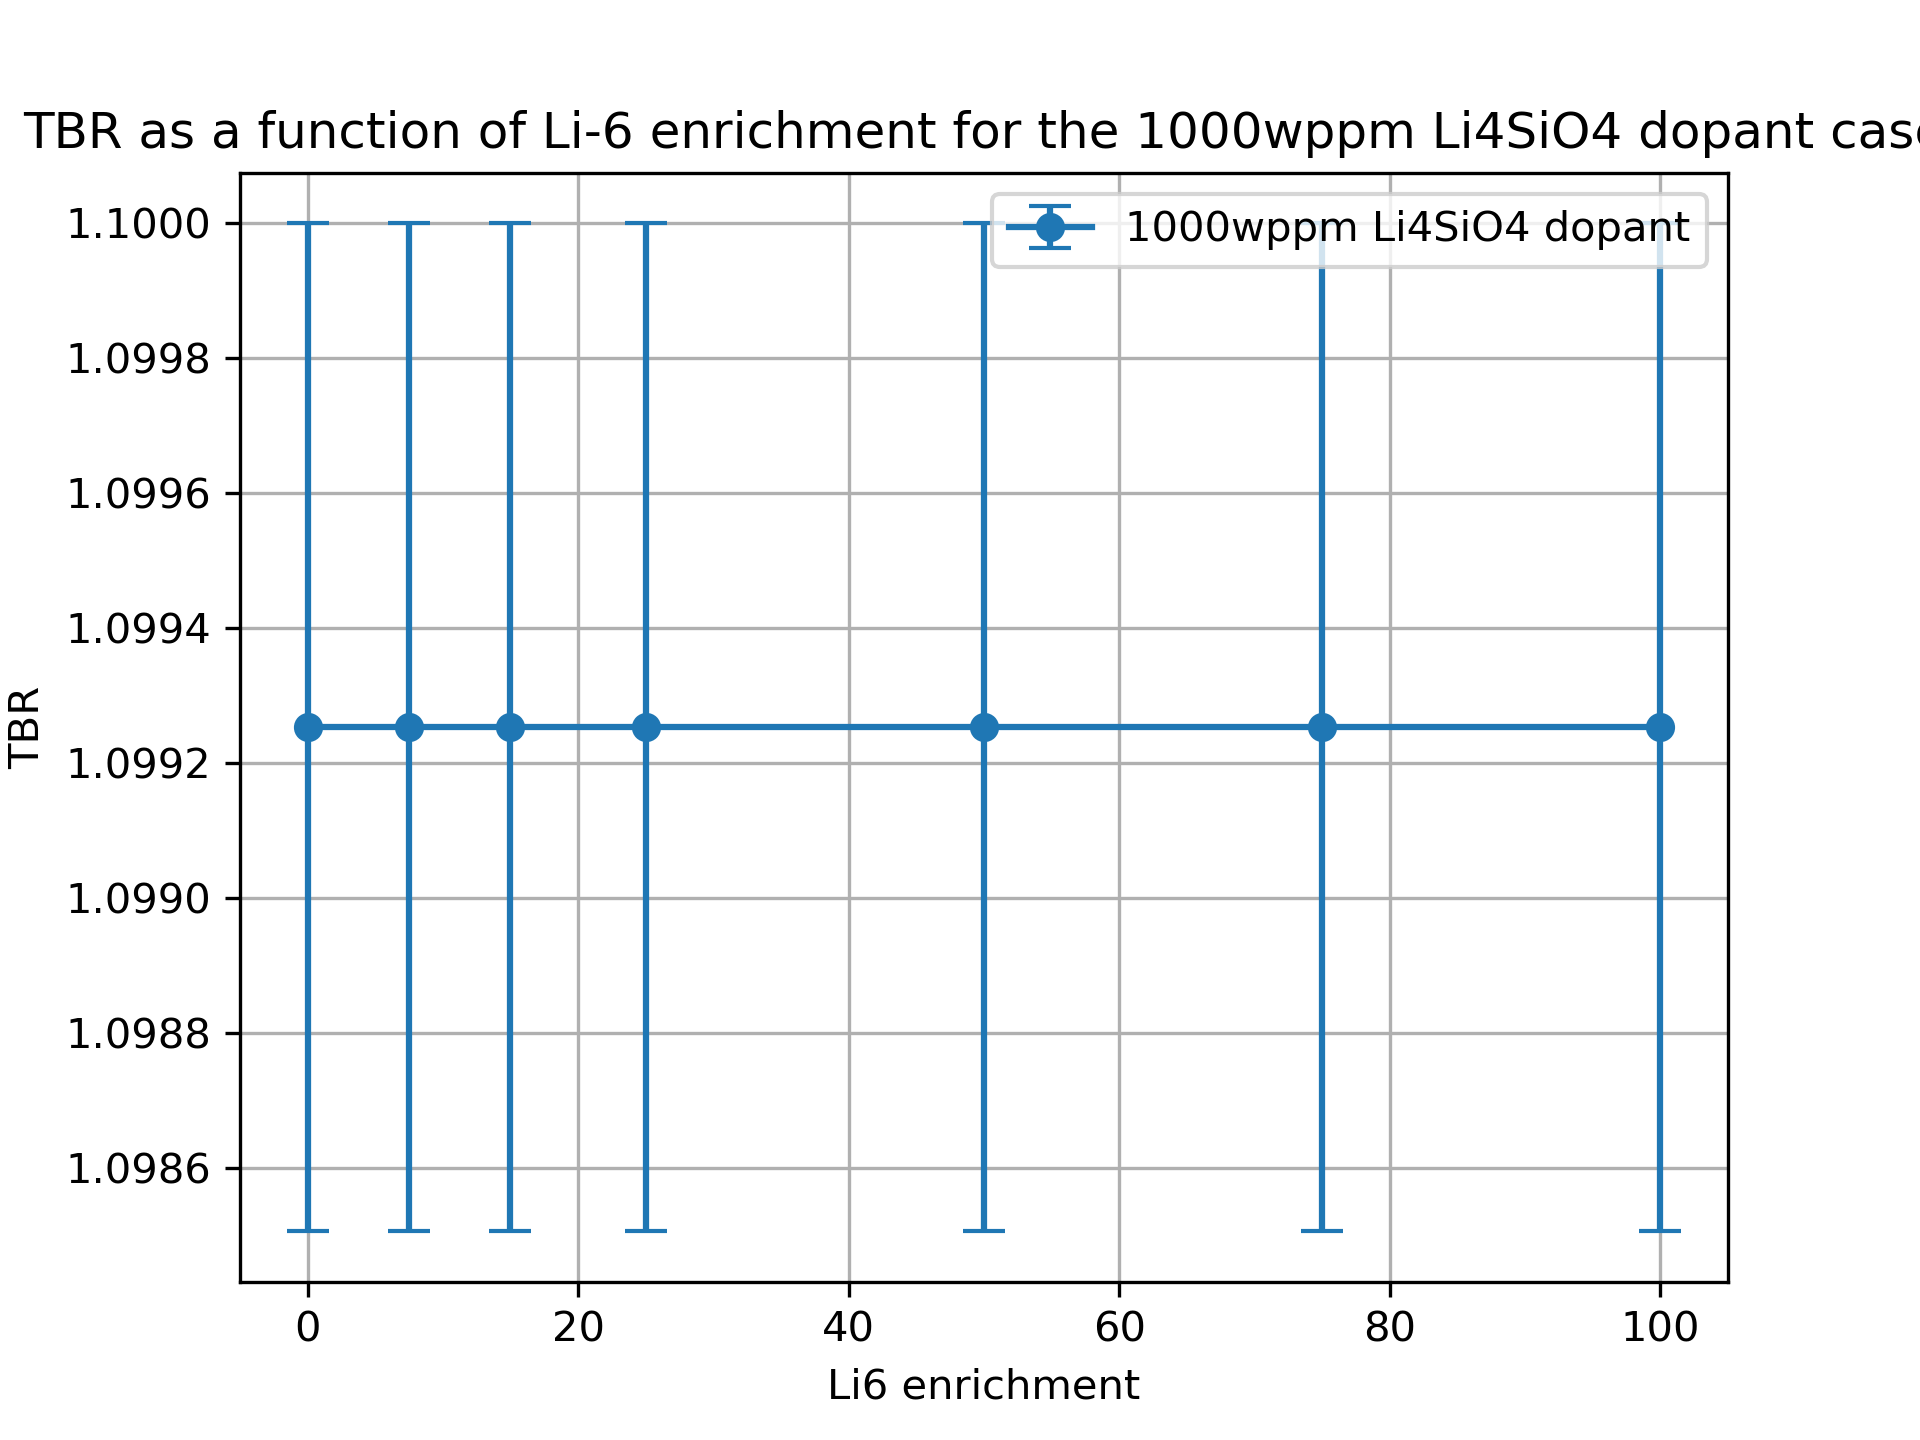 TBR as a function of Li-6 enrichment for the 1000wppm Li4SiO4 dopant cas
1000wppm Li4SiO4 dopant
1.1000
1.0998
1.0996
1.0994
1.0992
1.0990
1.0988
1.0986
TBR
0 20 40 60 80 100
Li6 enrichment